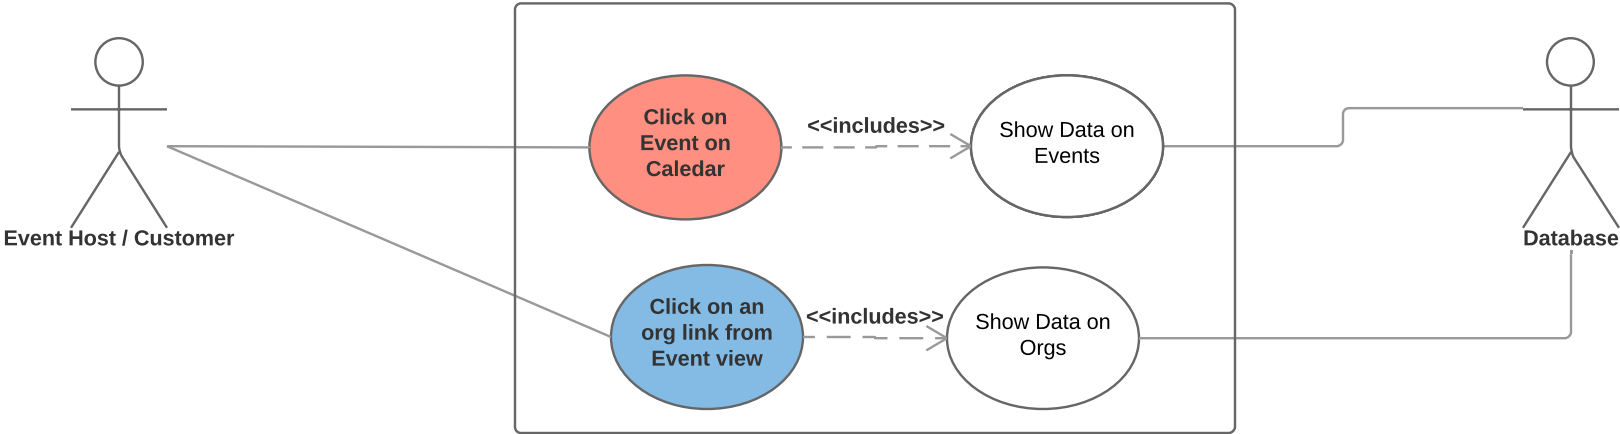 Click on
Event on
Caledar
<<includes>>
Show Data on
Events
Event Host / Customer
Database
Click on an
org link from
Event view
<<includes>>
Show Data on
Orgs